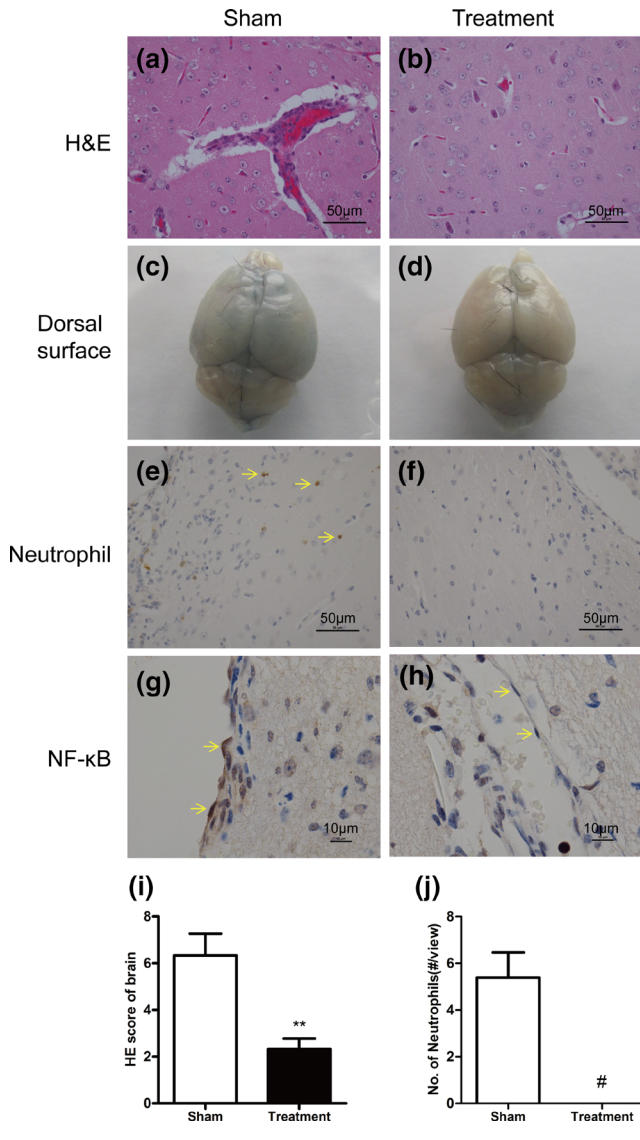 Sham Treatment
(a) (b)
H&E
50µm 50µm
(c) (d)
Dorsal
surface
(e) (f)
Neutrophil
50µm 50µm
(g) (h)
NF-κB
10µm 10µm
(i) (j)
HE score of brain
8
6
4
2
0
**
Sham Treatment
No. of Neutrophils(#/view)
8
6
4
2
0
#
Sham Treatment